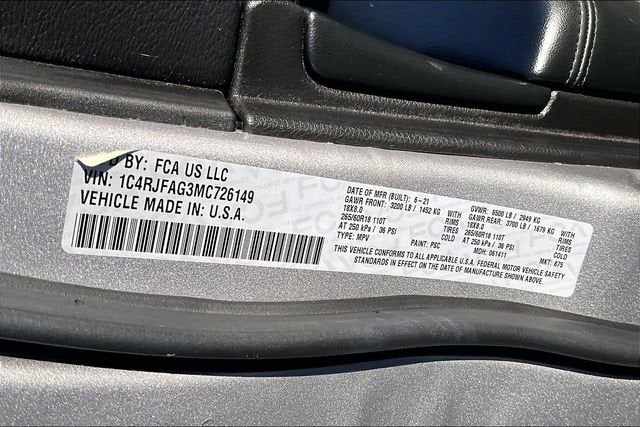 D BY: FCA US LLC
VIN: 1C4RJFAG3MC726149
VEHICLE MADE IN U.S.A.
DATE OF MFR (BUILT): 6-21 GVWR: 6500 LB / 2949 KG
GAWR FRONT: 3200 LB / 1452 KG WITH GAWR REAR: 3700 LB / 1679 KG WITH
18X8.0 RIMS 18X8.0 RIMS
265/60R18 110T TIRES 265/60R18 110T TIRES
AT 250 kPa / 36 PSI COLD AT 250 kPa / 36 PSI COLD
TYPE: MPV PAINT: PSC MDH: 061411 MKT: 875
THIS VEHICLE CONFORMS TO ALL APPLICABLE U.S.A. FEDERAL MOTOR VEHICLE SAFETY
STANDARDS IN EFFECT ON THE DATE OF MANUFACTURE SHOWN ABOVE.